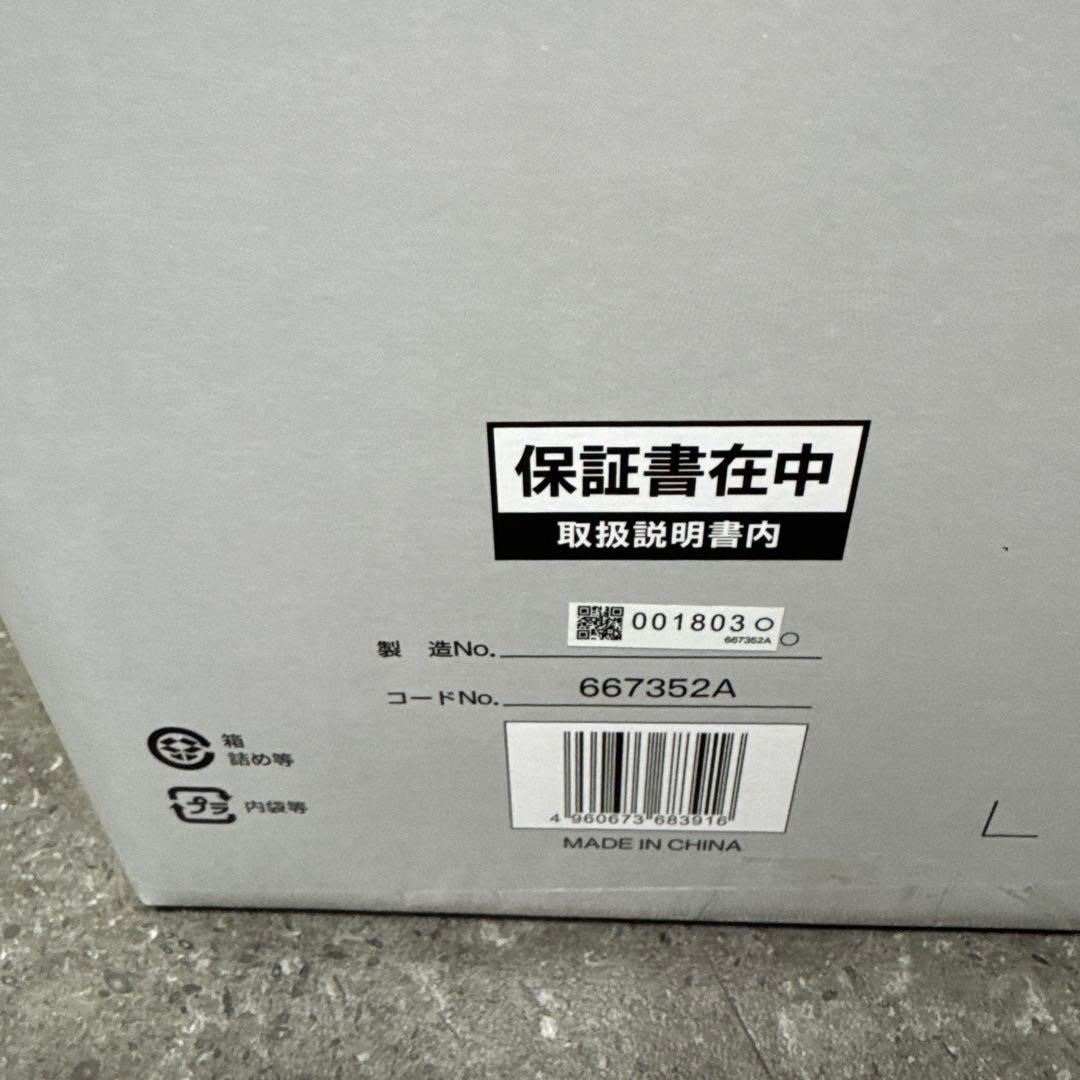 保証書在中
取扱説明書内
001803
667352A
製 造No.
コードNo. 667352A
箱
詰め等
プラ 内袋等
4 960673 683916
MADE IN CHINA